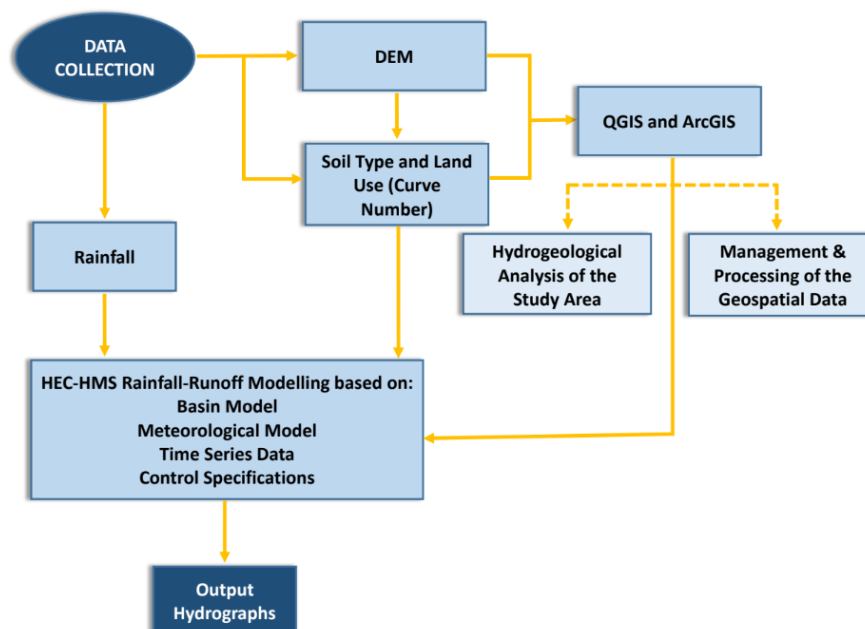 DATA
COLLECTION
DEM
QGIS and ArcGIS
Soil Type and Land
Use (Curve
Number)
Rainfall
Hydrogeological
Analysis of the
Study Area
Management &
Processing of the
Geospatial Data
HEC-HMS Rainfall-Runoff Modelling based on:
Basin Model
Meteorological Model
Time Series Data
Control Specifications
Output
Hydrographs